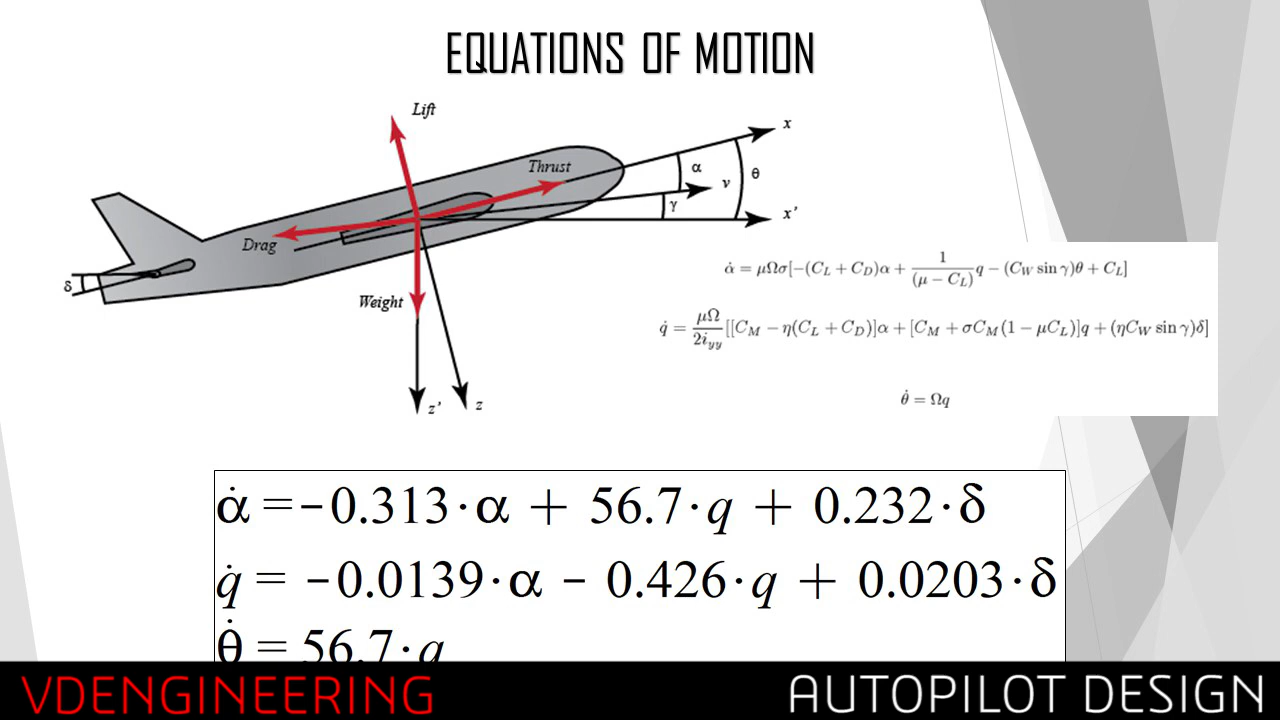 EQUATIONS OF MOTION
Lift
x
Thrust
α
θ
v
γ
x'
Drag
δ
Weight
z'
z
α̇ = μΩσ[−(C_L + C_D)α + 1/(μ − C_L) q − (C_W sin γ)θ + C_L]
q̇ = μΩ/2i_yy [[C_M − η(C_L + C_D)]α + [C_M + σC_M(1 − μC_L)]q + (ηC_W sin γ)δ]
θ̇ = Ωq
α̇ = −0.313·α + 56.7·q + 0.232·δ
q̇ = −0.0139·α − 0.426·q + 0.0203·δ
θ̇ = 56.7·q
VDENGINEERING
AUTOPILOT DESIGN